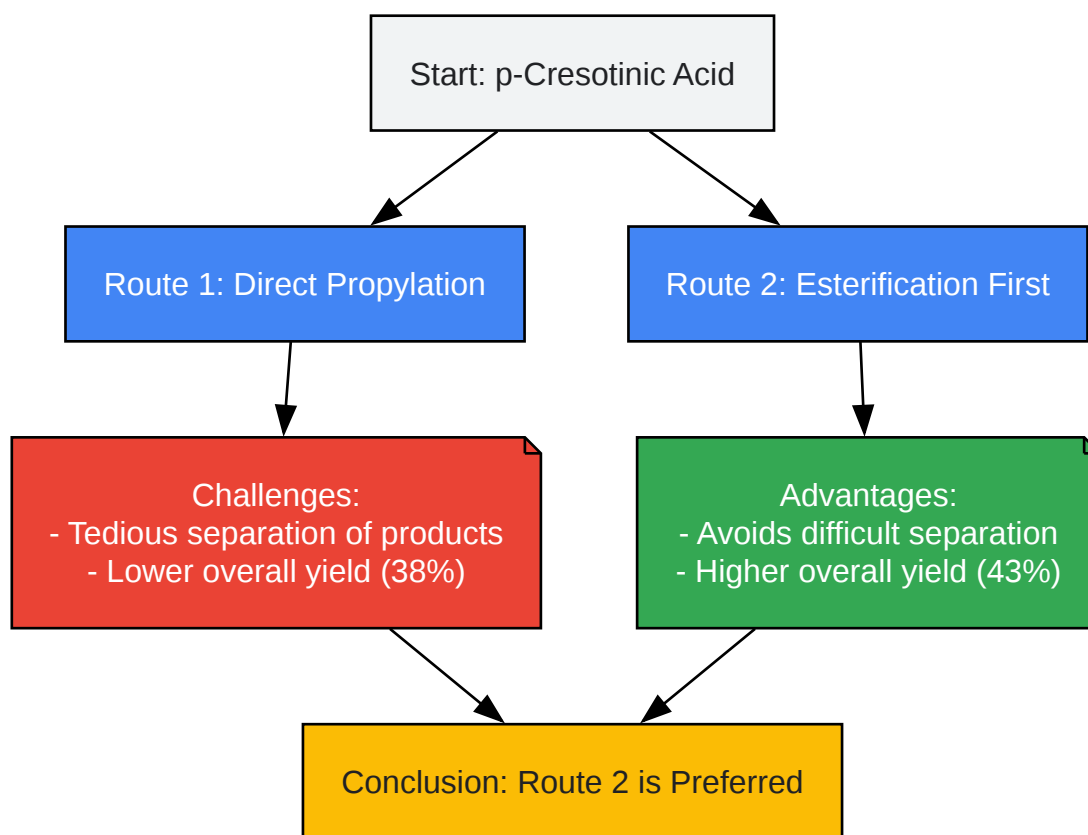 Start: p-Cresotinic Acid
Route 1: Direct Propylation
Route 2: Esterification First
Challenges:
- Tedious separation of products
- Lower overall yield (38%)
Advantages:
- Avoids difficult separation
- Higher overall yield (43%)
Conclusion: Route 2 is Preferred